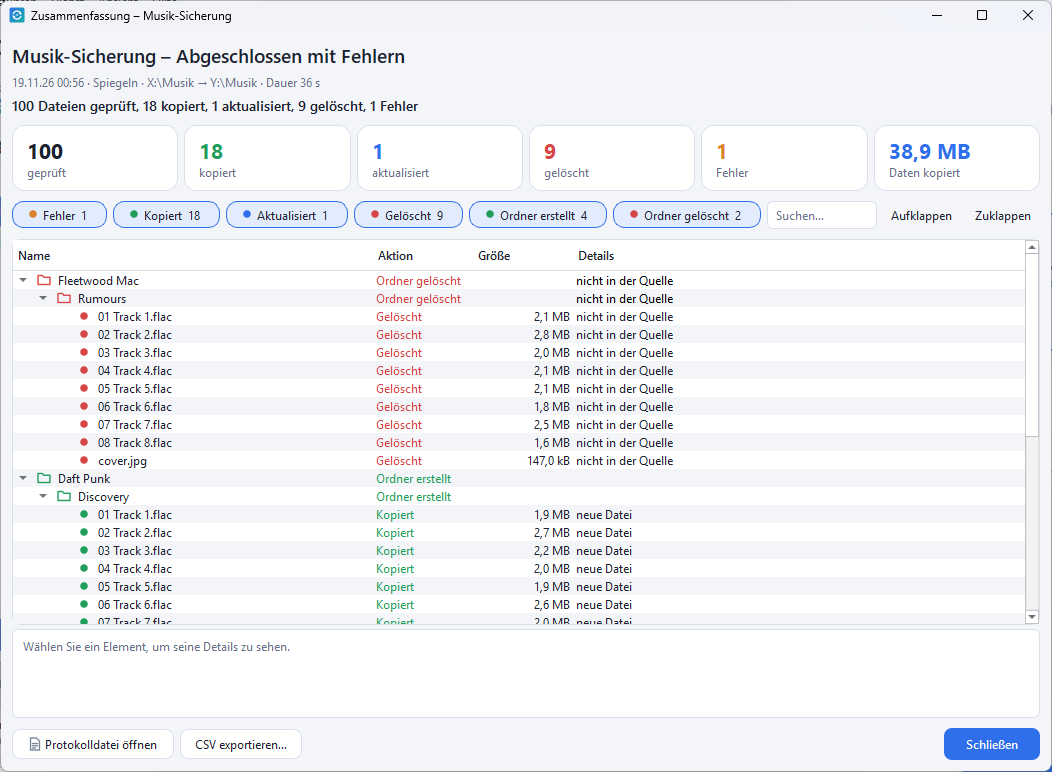 Zusammenfassung – Musik-Sicherung
Musik-Sicherung – Abgeschlossen mit Fehlern
19.11.26 00:56 · Spiegeln · X:\Musik → Y:\Musik · Dauer 36 s
100 Dateien geprüft, 18 kopiert, 1 aktualisiert, 9 gelöscht, 1 Fehler
100 18 1 9 1 38,9 MB
geprüft kopiert aktualisiert gelöscht Fehler Daten kopiert
Fehler 1 Kopiert 18 Aktualisiert 1 Gelöscht 9 Ordner erstellt 4 Ordner gelöscht 2 Suchen... Aufklappen Zuklappen
Name Aktion Größe Details
Fleetwood Mac Ordner gelöscht nicht in der Quelle
Rumours Ordner gelöscht nicht in der Quelle
01 Track 1.flac Gelöscht 2,1 MB nicht in der Quelle
02 Track 2.flac Gelöscht 2,8 MB nicht in der Quelle
03 Track 3.flac Gelöscht 2,0 MB nicht in der Quelle
04 Track 4.flac Gelöscht 2,1 MB nicht in der Quelle
05 Track 5.flac Gelöscht 2,1 MB nicht in der Quelle
06 Track 6.flac Gelöscht 1,8 MB nicht in der Quelle
07 Track 7.flac Gelöscht 2,5 MB nicht in der Quelle
08 Track 8.flac Gelöscht 1,6 MB nicht in der Quelle
cover.jpg Gelöscht 147,0 kB nicht in der Quelle
Daft Punk Ordner erstellt
Discovery Ordner erstellt
01 Track 1.flac Kopiert 1,9 MB neue Datei
02 Track 2.flac Kopiert 2,7 MB neue Datei
03 Track 3.flac Kopiert 2,2 MB neue Datei
04 Track 4.flac Kopiert 2,0 MB neue Datei
05 Track 5.flac Kopiert 1,9 MB neue Datei
06 Track 6.flac Kopiert 2,6 MB neue Datei
07 Track 7.flac Kopiert 2,0 MB neue Datei
Wählen Sie ein Element, um seine Details zu sehen.
Protokolldatei öffnen CSV exportieren... Schließen